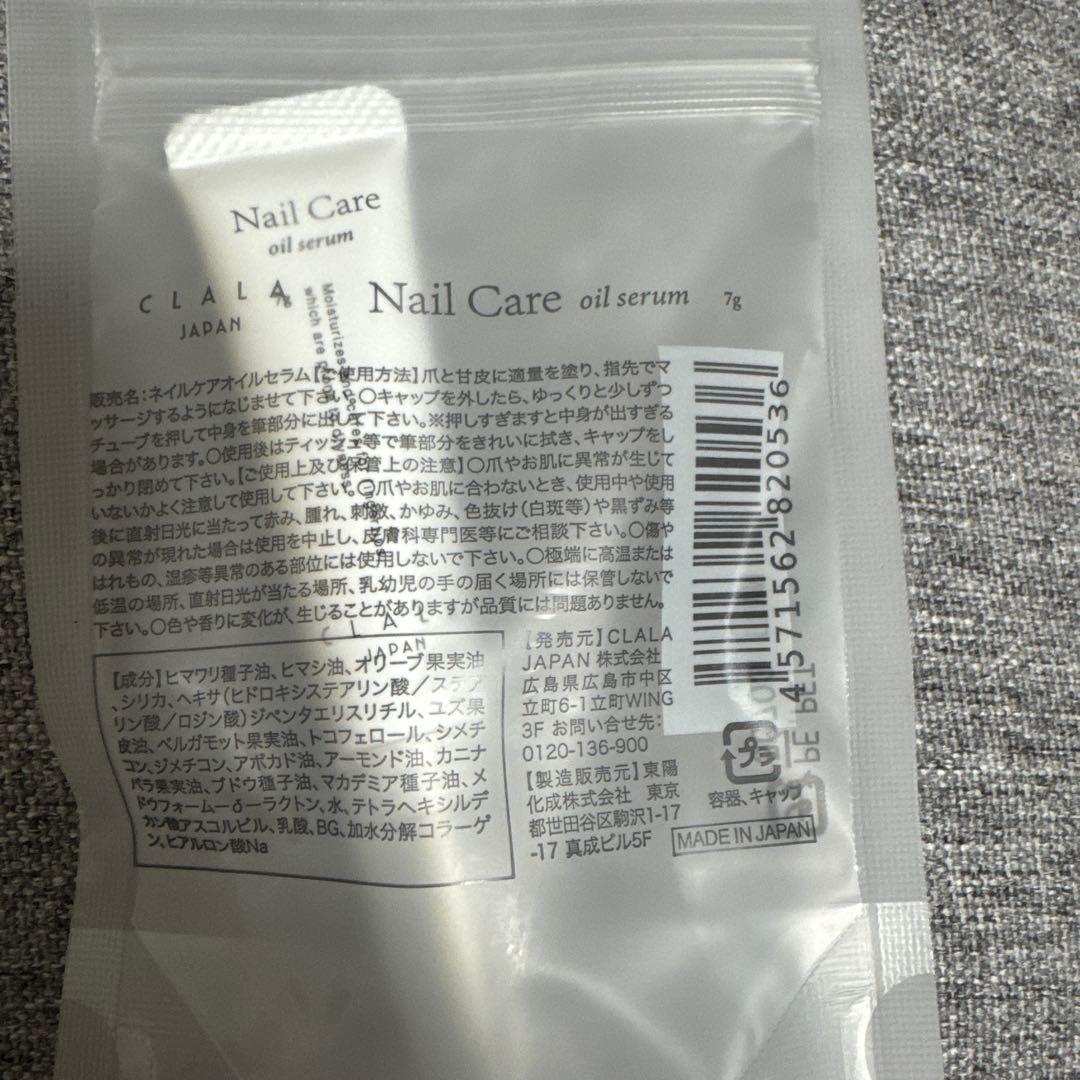 Nail Care
oil serum
7g
Moisturizes
which are
CLALA
JAPAN
Nail Care oil serum 7g
販売名:ネイルケアオイルセラム【ご使用方法】爪と甘皮に適量を塗り、指先でマ
ッサージするようになじませて下さい。〇キャップを外したら、ゆっくりと少しずつ
チューブを押して中身を筆部分に出して下さい。※押しすぎますと中身が出すぎる
場合があります。〇使用後はティッシュ等で筆部分をきれいに拭き、キャップをし
っかり閉めて下さい。【ご使用上及び保管上の注意】〇爪やお肌に異常が生じて
いないかよく注意して使用して下さい。〇爪やお肌に合わないとき、使用中や使用
後に直射日光に当たって赤み、腫れ、刺激、かゆみ、色抜け(白斑等)や黒ずみ等
の異常が現れた場合は使用を中止し、皮膚科専門医等にご相談下さい。〇傷や
はれもの、湿疹等異常のある部位には使用しないで下さい。〇極端に高温または
低温の場所、直射日光が当たる場所、乳幼児の手の届く場所には保管しないで
下さい。〇色や香りに変化が、生じることがありますが品質には問題ありません。
JAPAN
【成分】ヒマワリ種子油、ヒマシ油、オリーブ果実油
、シリカ、ヘキサ(ヒドロキシステアリン酸/ステア
リン酸/ロジン酸)ジペンタエリスリチル、ユズ果
皮油、ベルガモット果実油、トコフェロール、シメチ
コン、ジメチコン、アボカド油、アーモンド油、カニナ
バラ果実油、ブドウ種子油、マカデミア種子油、メ
ドウフォーム-δ-ラクトン、水、テトラヘキシルデ
カン酸アスコルビル、乳酸、BG、加水分解コラーゲ
ン、ヒアルロン酸Na
【発売元】CLALA
JAPAN 株式会社
広島県広島市中区
立町6-1立町WING
3F お問い合せ先:
0120-136-900
【製造販売元】東陽
化成株式会社 東京
都世田谷区駒沢1-17
-17 真成ビル5F
4571562820536
プラ
容器、キャップ
MADE IN JAPAN